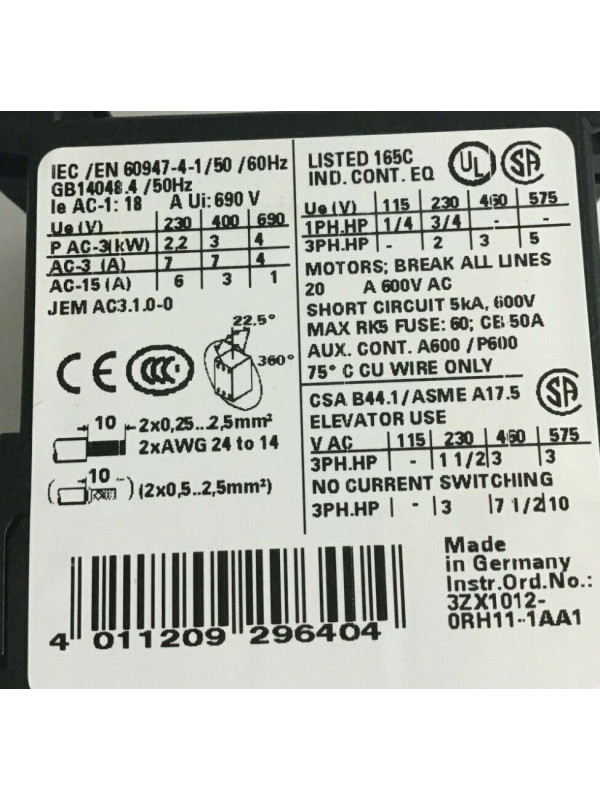 IEC /EN 60947-4-1/50 /60Hz
GB14048.4 /50Hz
Ie AC-1: 18 A Ui: 690 V
Ue (V) 230 400 690
P AC-3(kW) 2,2 3 4
AC-3 (A) 7 7 4
AC-15 (A) 6 3 1
JEM AC3.1.0-0
22.5°
360°
CE CCC
10 2x0,25...2,5mm²
2xAWG 24 to 14
10
( ) (2x0,5..2,5mm²)
LISTED 165C
IND. CONT. EQ
UL SA
Ue (V) 115 230 460 575
1PH.HP 1/4 3/4 - -
3PH.HP - 2 3 5
MOTORS; BREAK ALL LINES
20 A 600V AC
SHORT CIRCUIT 5kA, 600V
MAX RK5 FUSE: 60; CB 50A
AUX. CONT. A600 /P600
75° C CU WIRE ONLY
CSA B44.1/ASME A17.5
ELEVATOR USE
SA
V AC 115 230 460 575
3PH.HP - 1 1/2 3 3
NO CURRENT SWITCHING
3PH.HP - 3 7 1/2 10
Made
in Germany
Instr.Ord.No.:
3ZX1012-
0RH11-1AA1
4 011209 296404